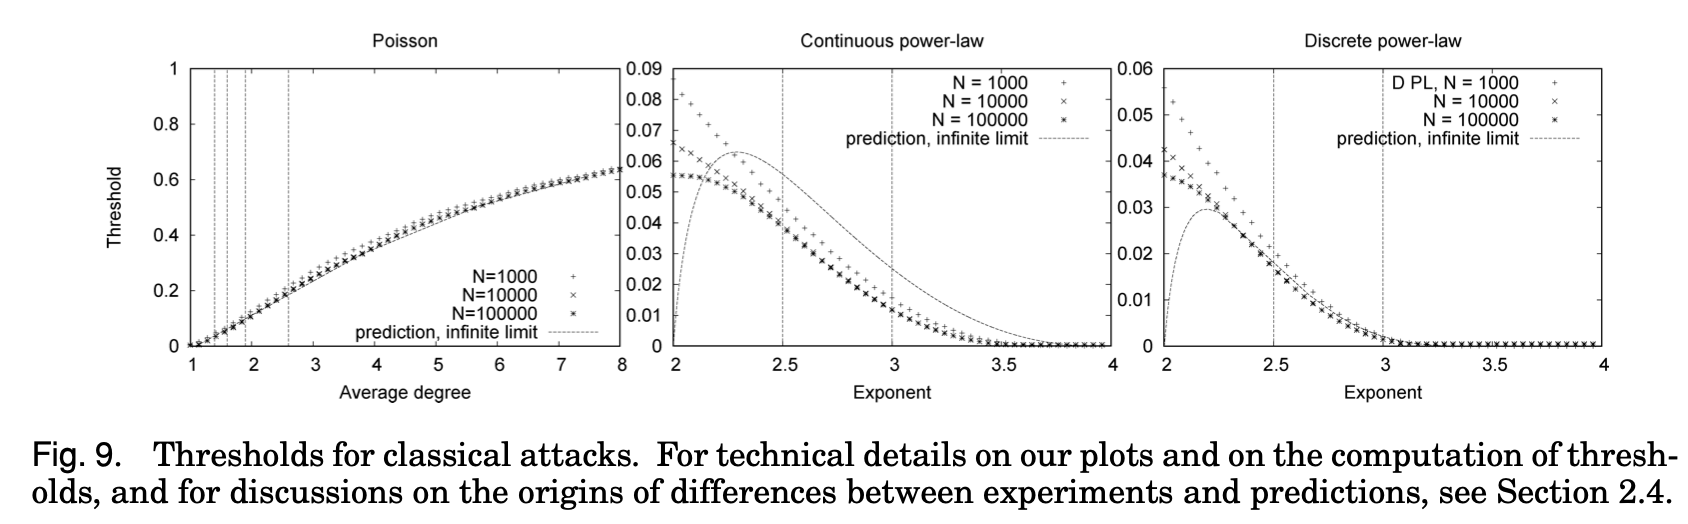 Poisson
Continuous power-law
Discrete power-law
1
0.8
0.6
0.4
0.2
0
Threshold
N=1000
N=10000
N=100000
prediction, infinite limit
1 2 3 4 5 6 7 8
Average degree
0.09
0.08
0.07
0.06
0.05
0.04
0.03
0.02
0.01
0
N = 1000
N = 10000
N = 100000
prediction, infinite limit
2 2.5 3 3.5 4
Exponent
0.06
0.05
0.04
0.03
0.02
0.01
0
D PL, N = 1000
N = 10000
N = 100000
prediction, infinite limit
2 2.5 3 3.5 4
Exponent
Fig. 9. Thresholds for classical attacks. For technical details on our plots and on the computation of thresh-
olds, and for discussions on the origins of differences between experiments and predictions, see Section 2.4.